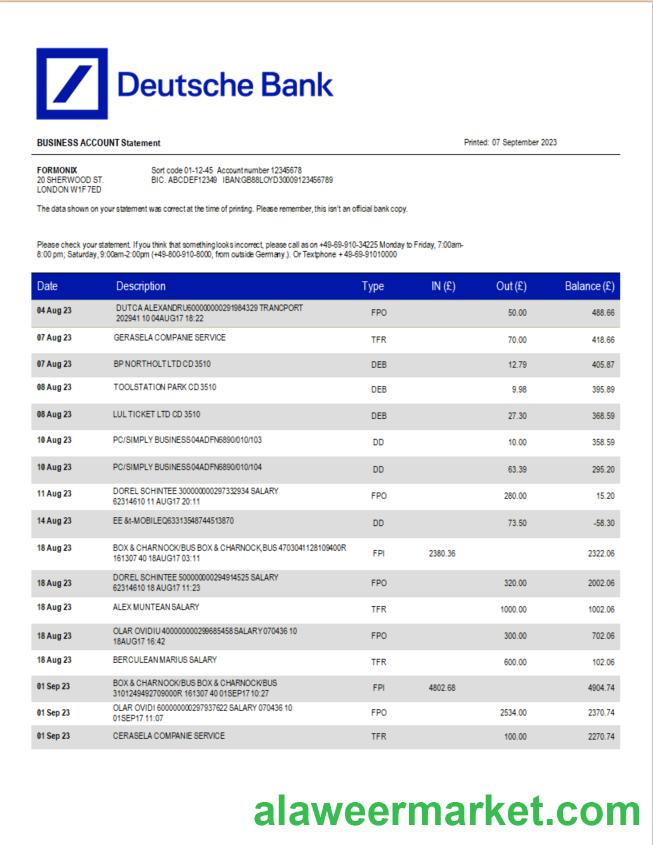 Deutsche Bank
BUSINESS ACCOUNT Statement Printed: 07 September 2023
FORMONIX Sort code 01-12-45 Account number 12345678
20 SHERWOOD ST. BIC. ABCDEF12349 IBAN:GB88LOYD30009123456789
LONDON W1F 7ED
The data shown on your statement was correct at the time of printing. Please remember, this isn't an official bank copy.
Please check your statement. If you think that something looks incorrect, please call as on +49-69-910-34225 Monday to Friday, 7:00am-
8:00 pm; Saturday, 9:00am-2:00pm (+49-800-910-8000, from outside Germany.). Or Textphone + 49-69-91010000
Date Description Type IN (£) Out (£) Balance (£)
04 Aug 23 DUTCA ALEXANDRU600000000291984329 TRANCPORT
202941 10 04AUG17 18:22 FPO 50.00 488.66
07 Aug 23 GERASELA COMPANIE SERVICE TFR 70.00 418.66
07 Aug 23 BP NORTHOLT LTD CD 3510 DEB 12.79 405.87
08 Aug 23 TOOLSTATION PARK CD 3510 DEB 9,98 395.89
08 Aug 23 LUL TICKET LTD CD 3510 DEB 27.30 368.59
10 Aug 23 PC/SIMPLY BUSINESS04ADFN6890/010/103 DD 10.00 358.59
10 Aug 23 PC/SIMPLY BUSINESS04ADFN6890/010/104 DD 63.39 295.20
11 Aug 23 DOREL SCHINTEE 300000000297332934 SALARY
62314610 11 AUG17 20:11 FPO 280.00 15.20
14 Aug 23 EE &t-MOBILEQ63313548744513870 DD 73.50 -58.30
18 Aug 23 BOX & CHARNOCK/BUS BOX & CHARNOCK,BUS 4703041128109400R
161307 40 18AUG17 03:11 FPI 2380.36 2322.06
18 Aug 23 DOREL SCHINTEE 500000000294914525 SALARY
62314610 18 AUG17 11:23 FPO 320.00 2002.06
18 Aug 23 ALEX MUNTEAN SALARY TFR 1000.00 1002.06
18 Aug 23 OLAR OVIDIU 400000000299685458 SALARY 070436 10
18AUG17 16:42 FPO 300.00 702.06
18 Aug 23 BERCULEAN MARIUS SALARY TFR 600.00 102.06
01 Sep 23 BOX & CHARNOCK/BUS BOX & CHARNOCK/BUS
3101249492709000R 161307 40 01SEP17 10:27 FPI 4802.68 4904.74
01 Sep 23 OLAR OVIDI 600000000297937622 SALARY 070436 10
01SEP17 11:07 FPO 2534.00 2370.74
01 Sep 23 CERASELA COMPANIE SERVICE TFR 100.00 2270.74
alaweermarket.com